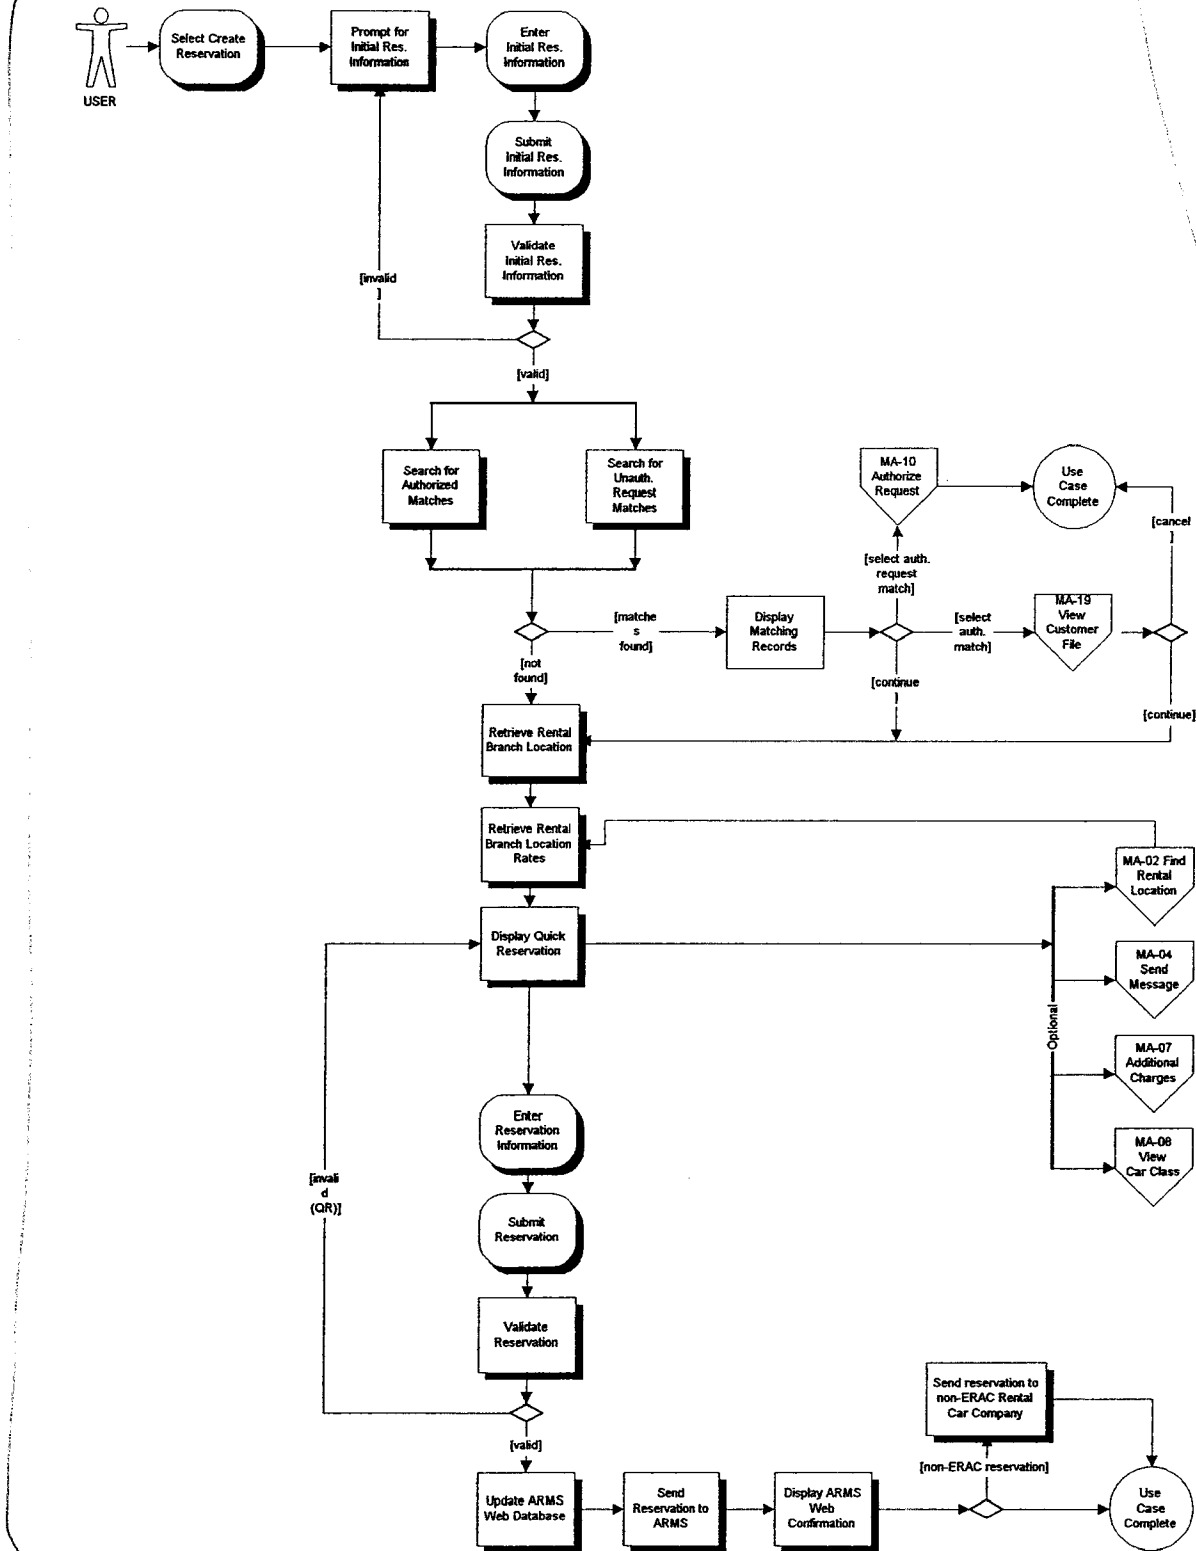 USER
Select Create
Reservation
Prompt for
Initial Res.
Information
Enter
Initial Res.
Information
Submit
Initial Res.
Information
Validate
Initial Res.
Information
[invalid
]
[valid]
Search for
Authorized
Matches
Search for
Unauth.
Request
Matches
MA-10
Authorize
Request
Use
Case
Complete
[cancel
]
[select auth.
request
match]
[matche
s
found]
Display
Matching
Records
[select
auth.
match]
MA-19
View
Customer
File
[not
found]
[continue
]
[continue]
Retrieve Rental
Branch Location
Retrieve Rental
Branch Location
Rates
MA-02 Find
Rental
Location
Display Quick
Reservation
MA-04
Send
Message
Optional
MA-07
Additional
Charges
Enter
Reservation
Information
MA-08
View
Car Class
[invali
d
(QR)]
Submit
Reservation
Validate
Reservation
[valid]
Send reservation to
non-ERAC Rental
Car Company
[non-ERAC reservation]
Update ARMS
Web Database
Send
Reservation to
ARMS
Display ARMS
Web
Confirmation
Use
Case
Complete